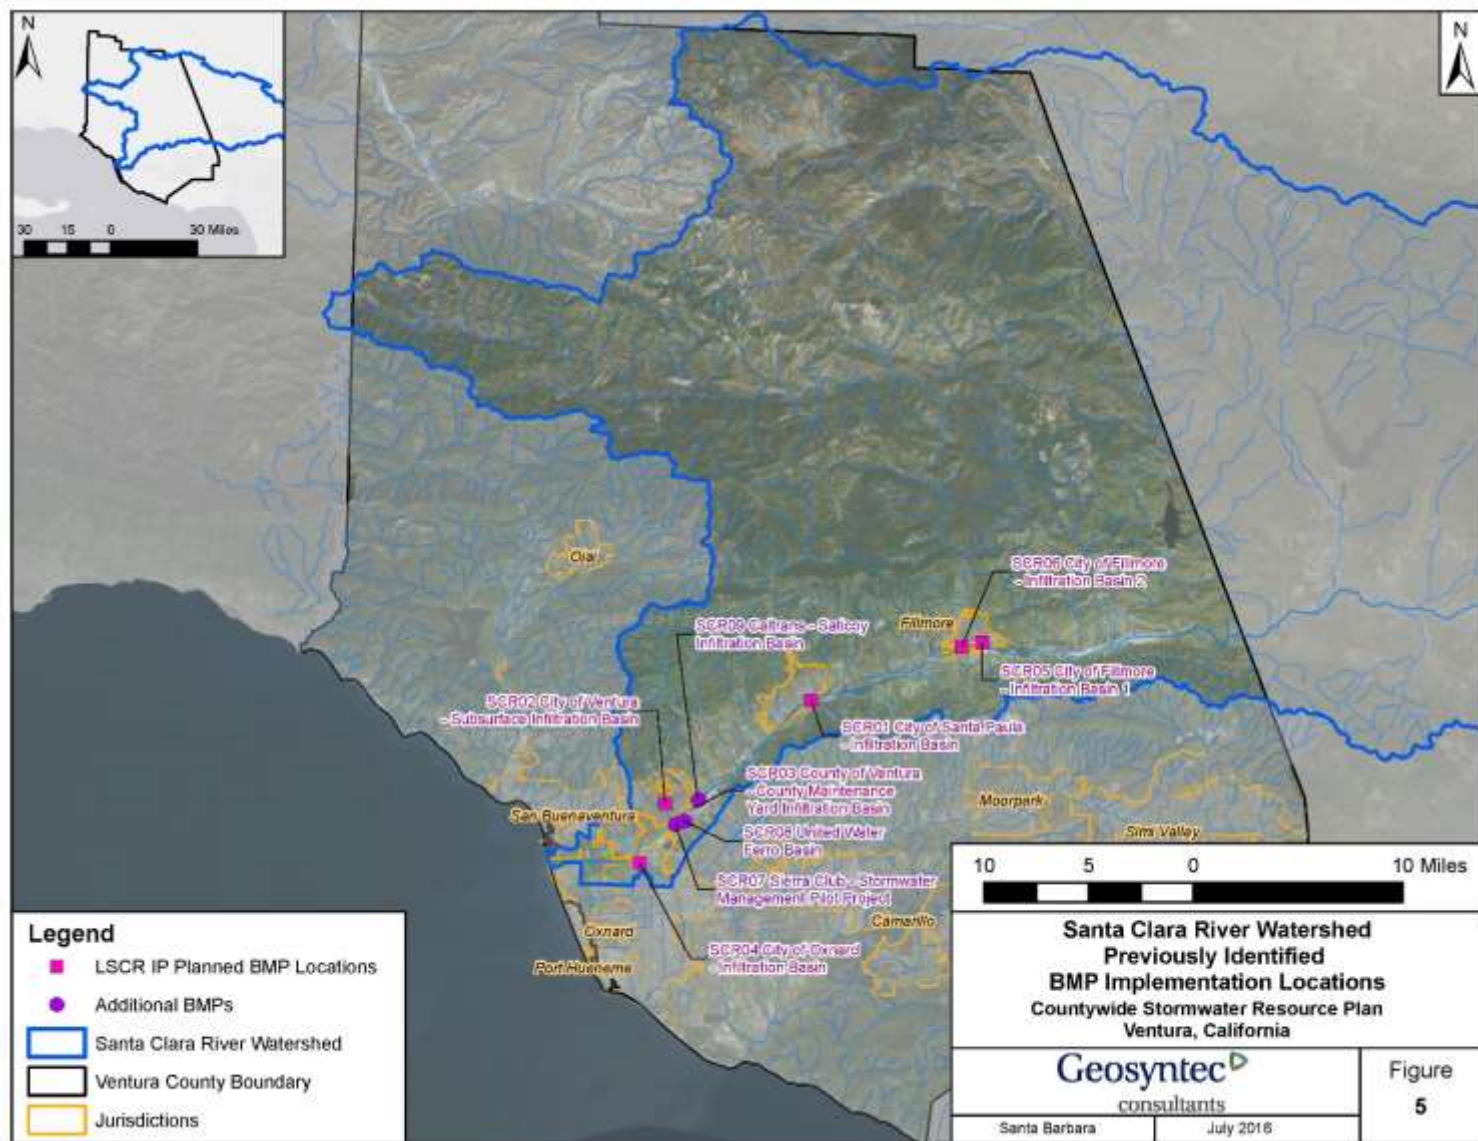 N
N
30 15 0 30 Miles
Ojai
SCR06 City of Fillmore
- Infiltration Basin 2
Fillmore
SCR09 Caltrans - Saticoy
Infiltration Basin
SCR05 City of Fillmore
- Infiltration Basin 1
SCR02 City of Ventura
- Subsurface Infiltration Basin
SCR01 City of Santa Paula
- Infiltration Basin
SCR03 County of Ventura
- County Maintenance
Yard Infiltration Basin
Moorpark
San Buenaventura
Simi Valley
SCR08 United Water
Ferro Basin
SCR07 Sierra Club - Stormwater
Management Pilot Project
Camarillo
Oxnard
SCR04 City of Oxnard
- Infiltration Basin
Port Hueneme
10 5 0 10 Miles
Legend
LSCR IP Planned BMP Locations
Additional BMPs
Santa Clara River Watershed
Ventura County Boundary
Jurisdictions
Santa Clara River Watershed
Previously Identified
BMP Implementation Locations
Countywide Stormwater Resource Plan
Ventura, California
Geosyntec
consultants
Santa Barbara July 2016
Figure
5